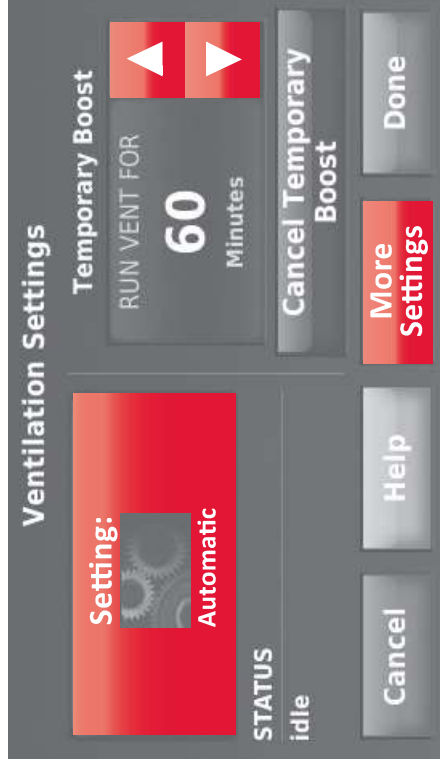 Ventilation Settings
Setting:
Automatic
STATUS
idle
Temporary Boost
RUN VENT FOR
60
Minutes
Cancel Temporary
Boost
Cancel
Help
More
Settings
Done